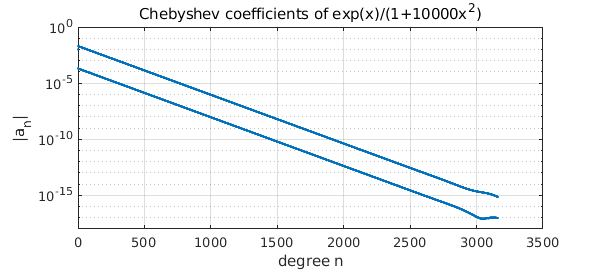 Chebyshev coefficients of exp(x)/(1+10000x²)
10⁰
10⁻⁵
10⁻¹⁰
10⁻¹⁵
|aₙ|
0 500 1000 1500 2000 2500 3000 3500
degree n